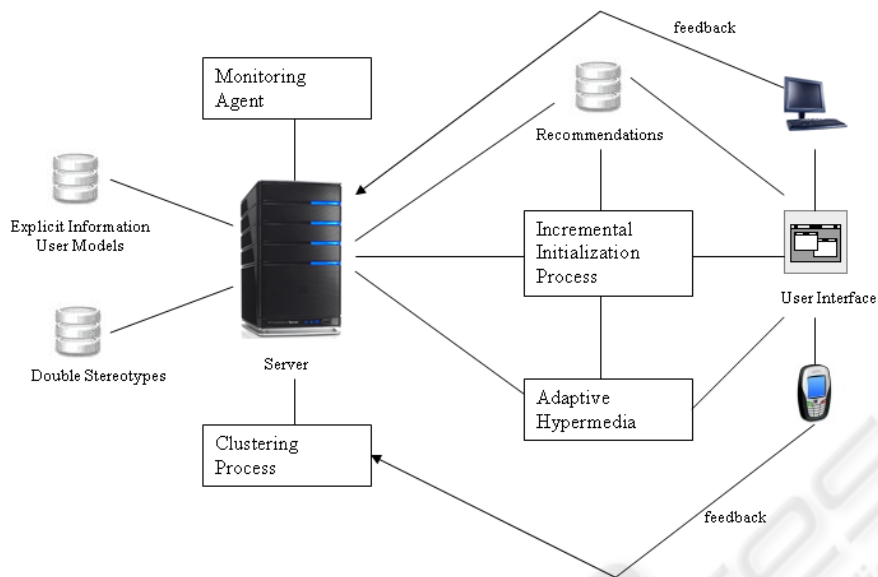 feedback
Monitoring
Agent
Recommendations
Explicit Information
User Models
Incremental
Initialization
Process
User Interface
Double Stereotypes
Server
Adaptive
Hypermedia
Clustering
Process
feedback